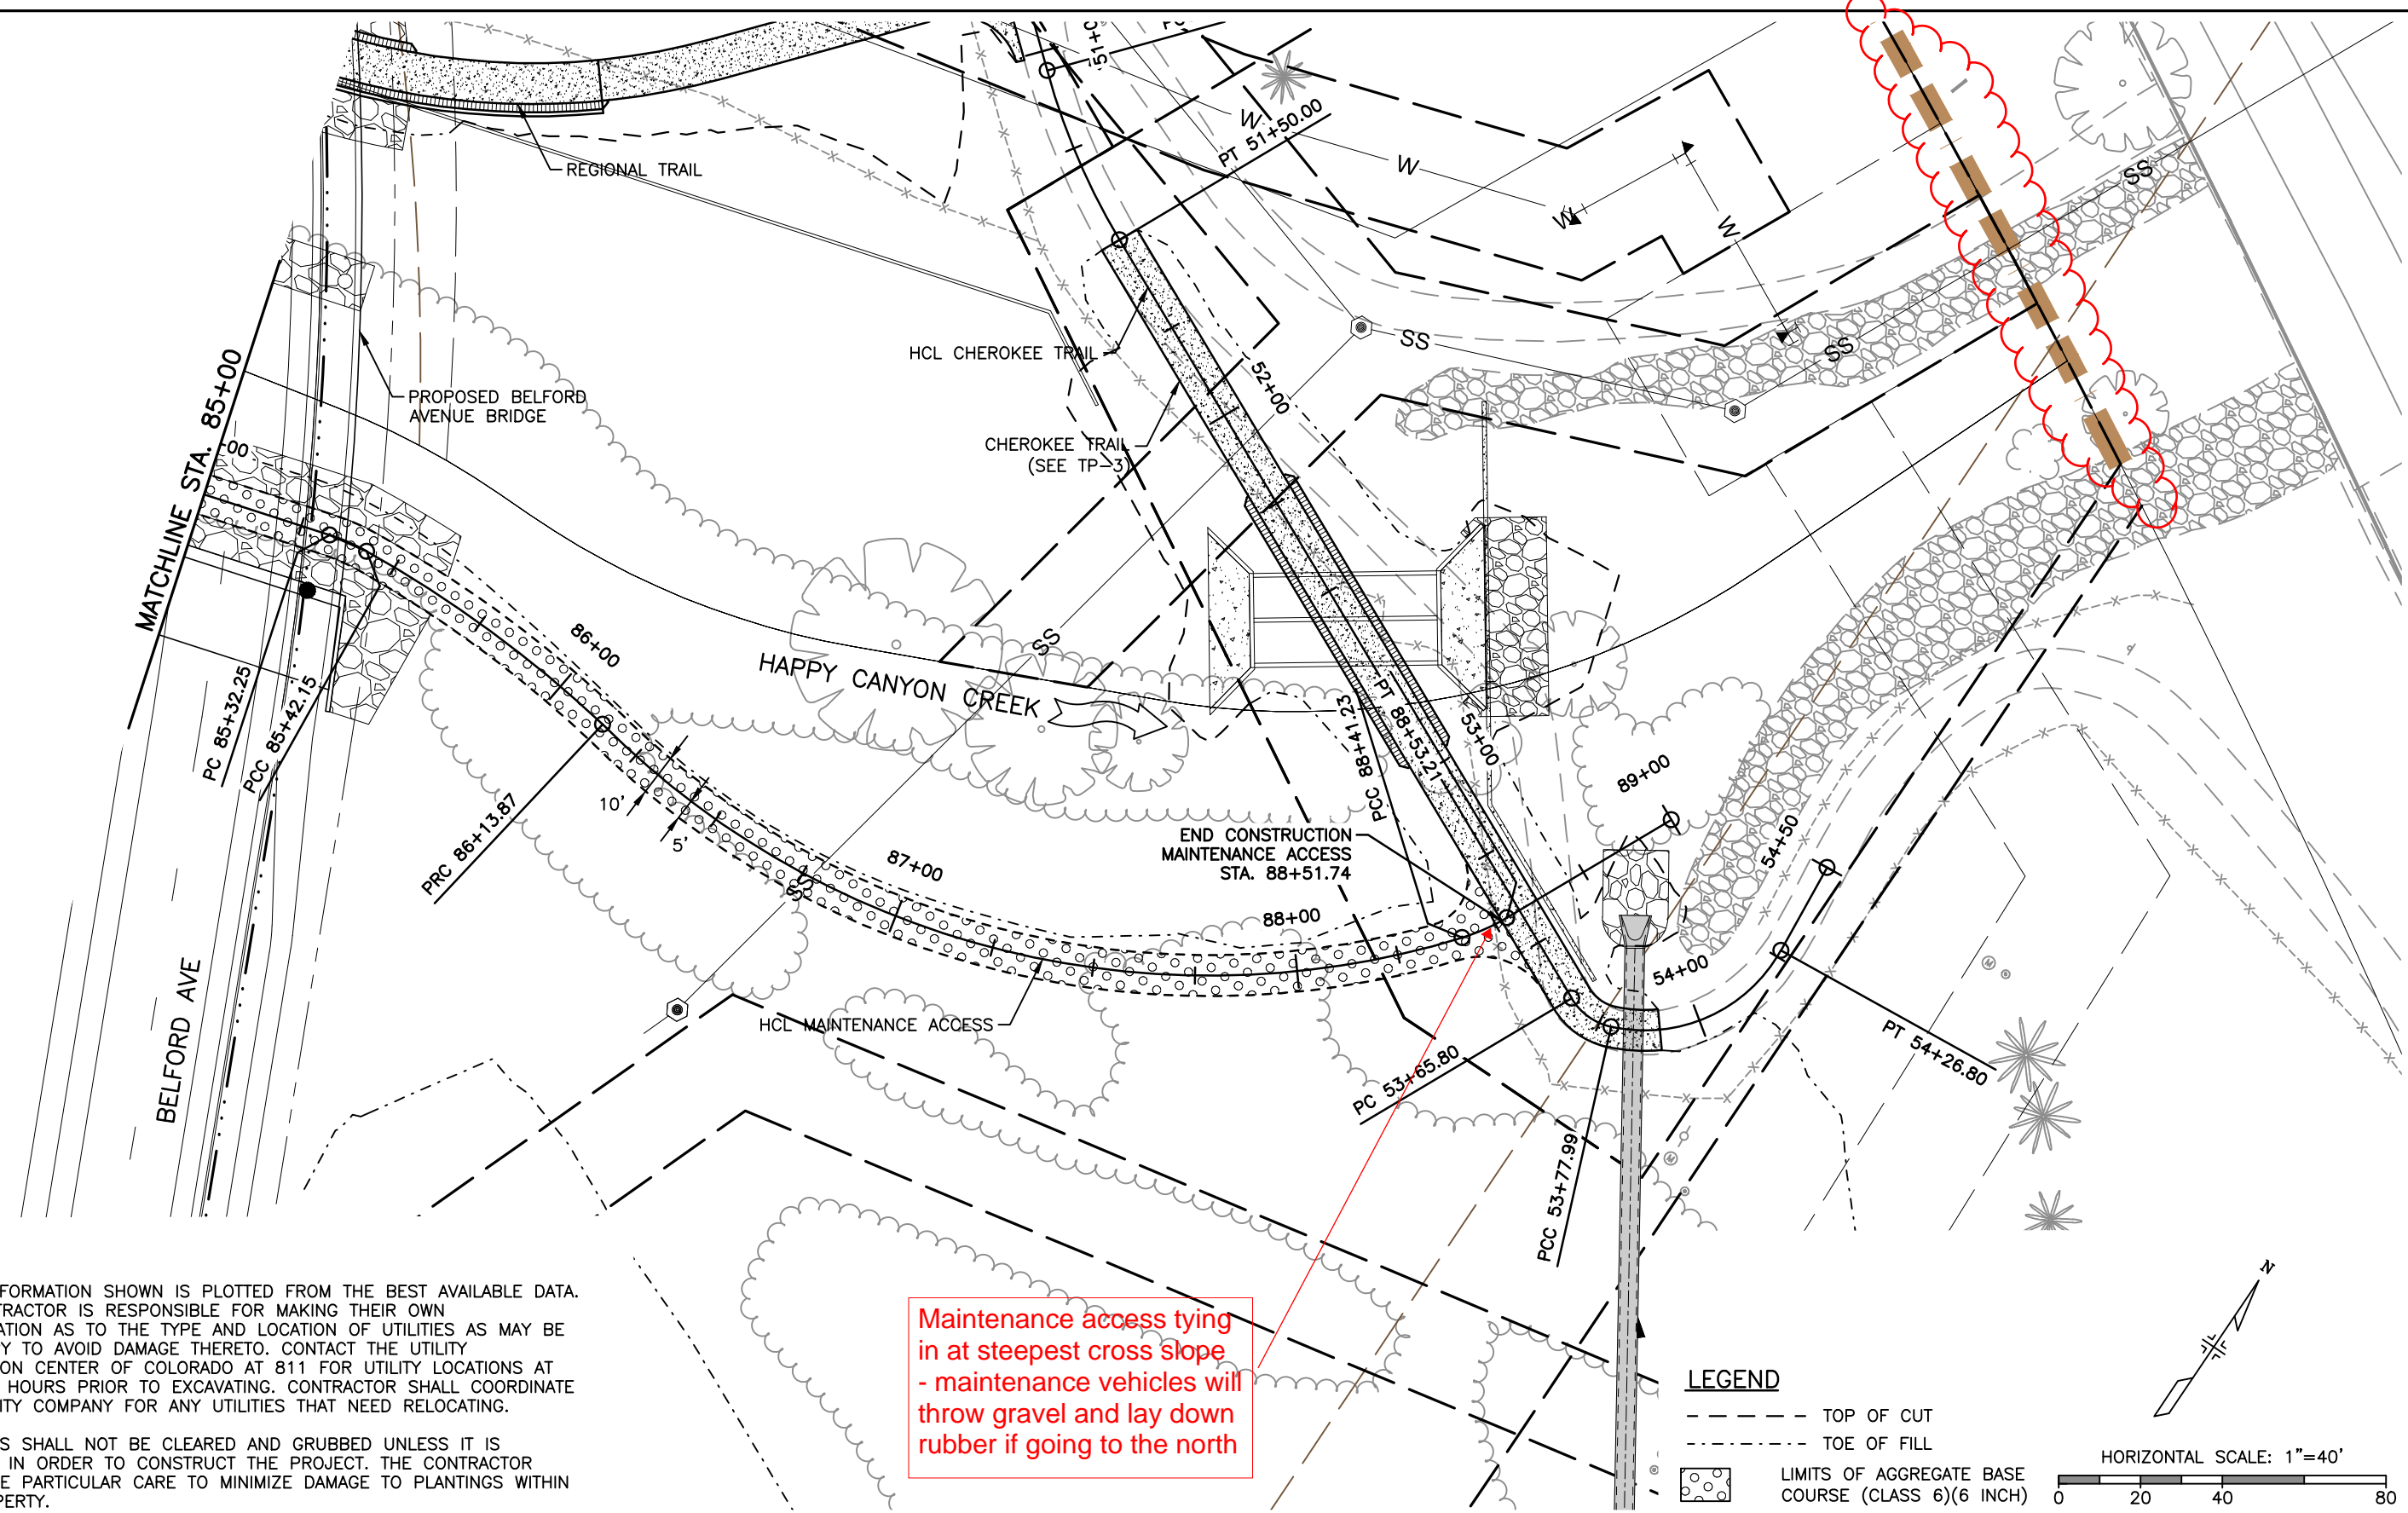 51+0
PT 51+50.00
W
W
W
W
SS
SS
SS
REGIONAL TRAIL
HCL CHEROKEE TRAIL
52+00
CHEROKEE TRAIL
(SEE TP-3)
MATCHLINE STA. 85+00
00
PROPOSED BELFORD
AVENUE BRIDGE
86+00
SS
HAPPY CANYON CREEK
PC 85+32.25
PCC 85+42.15
PRC 86+13.87
10'
5'
SS
87+00
88+00
PCC 88+41.23
PT 88+53.21
53+00
89+00
END CONSTRUCTION
MAINTENANCE ACCESS
STA. 88+51.74
54+50
54+00
PT 54+26.80
PC 53+65.80
PCC 53+77.99
HCL MAINTENANCE ACCESS
BELFORD AVE
FORMATION SHOWN IS PLOTTED FROM THE BEST AVAILABLE DATA.
TRACTOR IS RESPONSIBLE FOR MAKING THEIR OWN
ATION AS TO THE TYPE AND LOCATION OF UTILITIES AS MAY BE
Y TO AVOID DAMAGE THERETO. CONTACT THE UTILITY
ON CENTER OF COLORADO AT 811 FOR UTILITY LOCATIONS AT
HOURS PRIOR TO EXCAVATING. CONTRACTOR SHALL COORDINATE
ITY COMPANY FOR ANY UTILITIES THAT NEED RELOCATING.
S SHALL NOT BE CLEARED AND GRUBBED UNLESS IT IS
IN ORDER TO CONSTRUCT THE PROJECT. THE CONTRACTOR
E PARTICULAR CARE TO MINIMIZE DAMAGE TO PLANTINGS WITHIN
PERTY.
Maintenance access tying
in at steepest cross slope
- maintenance vehicles will
throw gravel and lay down
rubber if going to the north
LEGEND
TOP OF CUT
TOE OF FILL
LIMITS OF AGGREGATE BASE
COURSE (CLASS 6)(6 INCH)
N
HORIZONTAL SCALE: 1"=40'
0 20 40 80